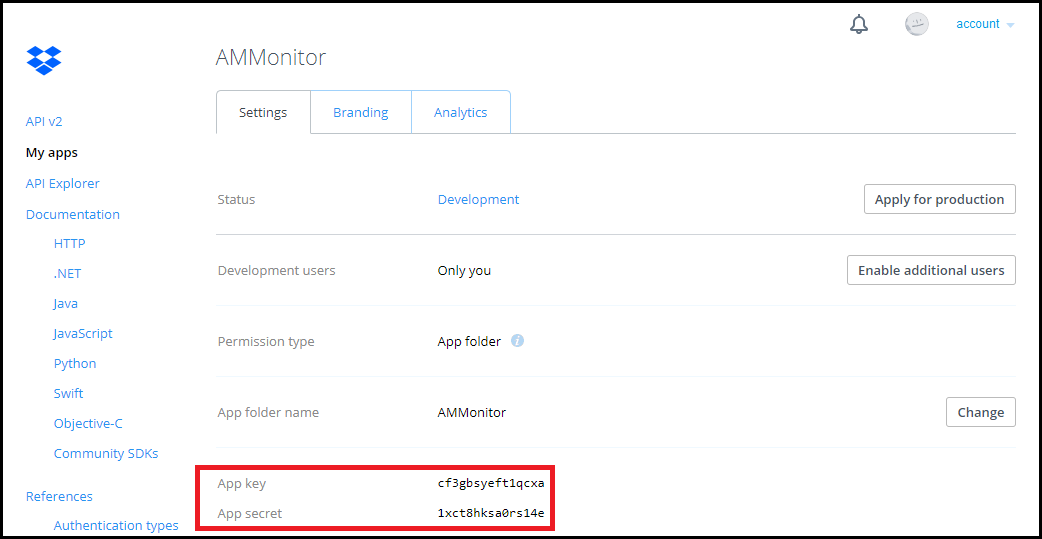 account
AMMonitor
Settings Branding Analytics
API v2
My apps
API Explorer
Documentation
HTTP
.NET
Java
JavaScript
Python
Swift
Objective-C
Community SDKs
References
Authentication types
Status Development Apply for production
Development users Only you Enable additional users
Permission type App folder i
App folder name AMMonitor Change
App key cf3gbsyeft1qcxa
App secret 1xct8hksa0rs14e